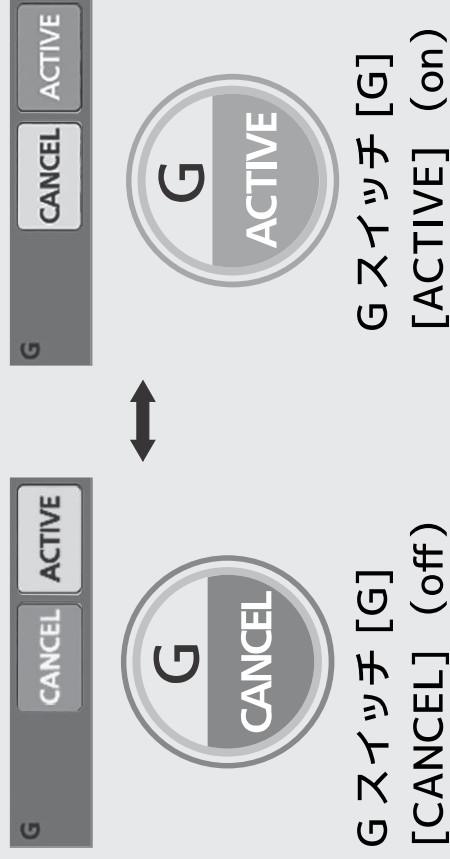 G CANCEL ACTIVE
G
CANCEL
G スイッチ [G]
[CANCEL] （off）
G CANCEL ACTIVE
G
ACTIVE
G スイッチ [G]
[ACTIVE] （on）